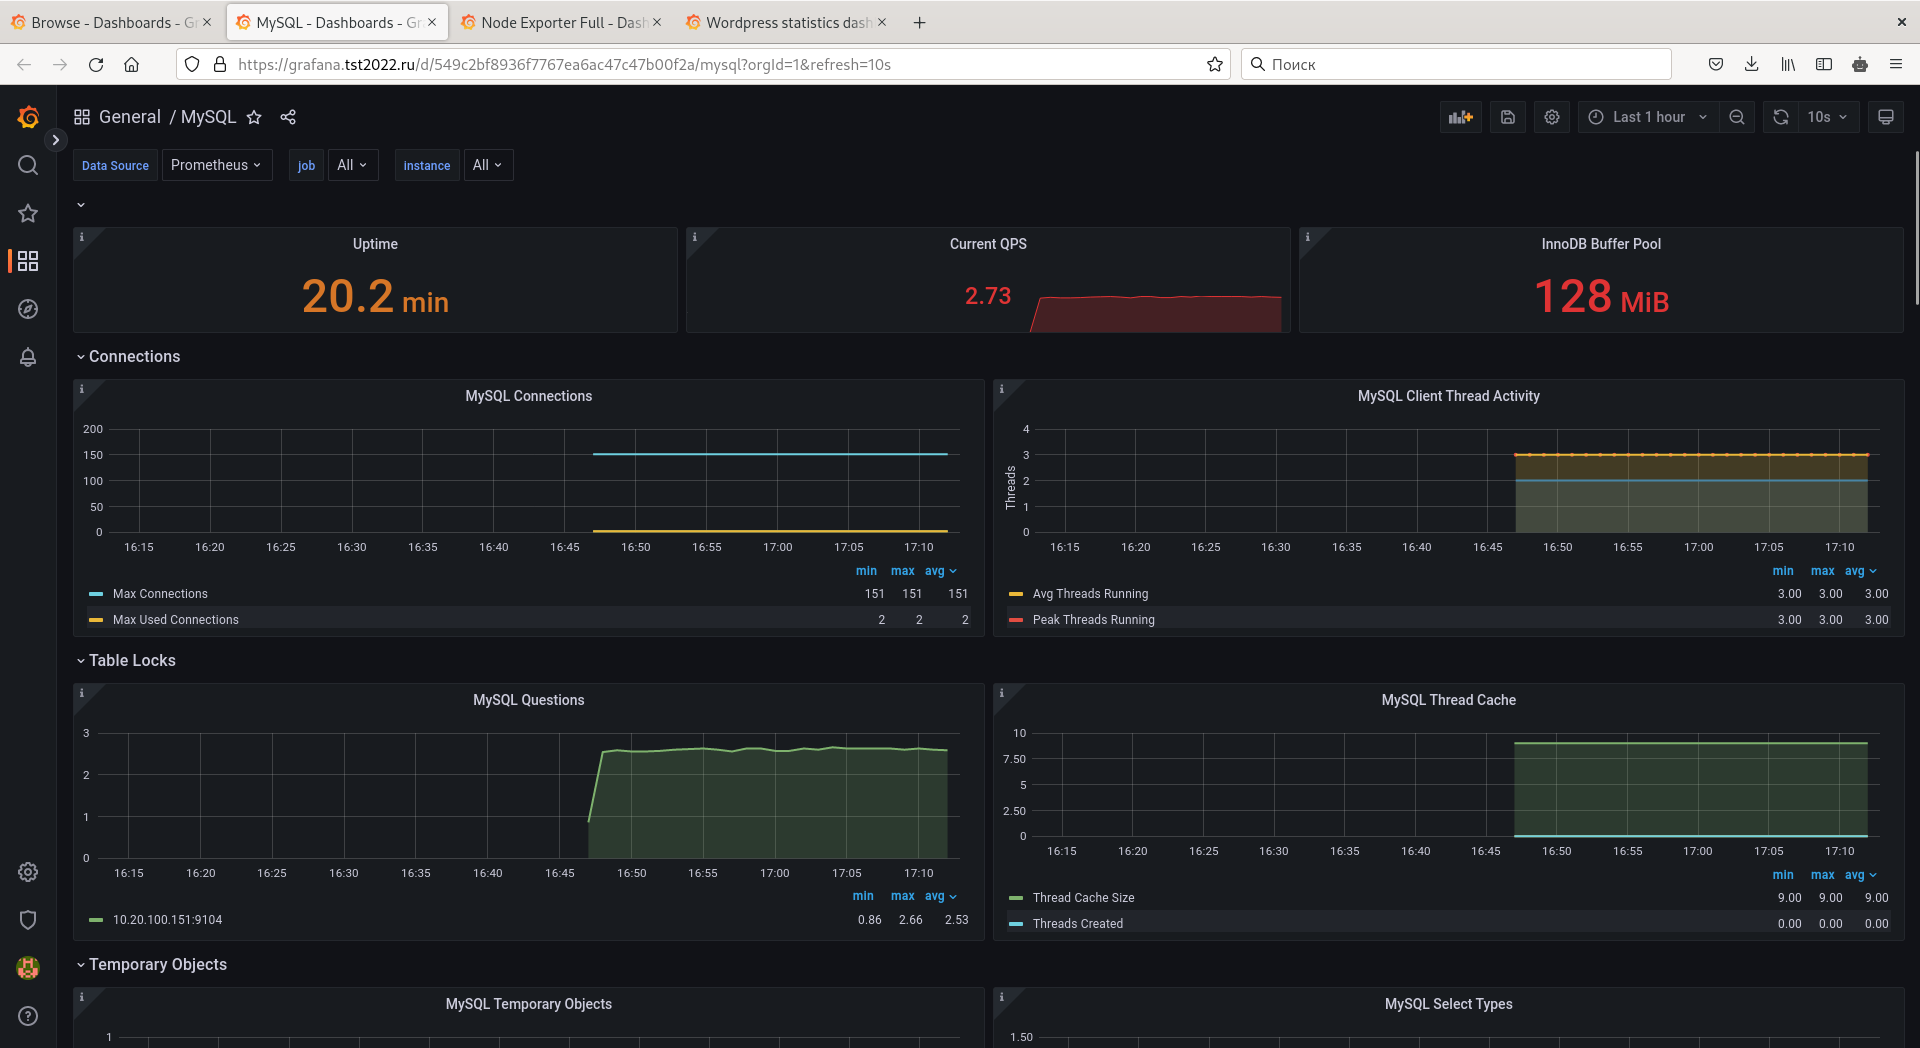 Browse - Dashboards - Gr
MySQL - Dashboards - Gr
Node Exporter Full - Dash
Wordpress statistics dash
https://grafana.tst2022.ru/d/549c2bf8936f7767ea6ac47c47b00f2a/mysql?orgId=1&refresh=10s
Поиск
General / MySQL
Last 1 hour
10s
Data Source Prometheus job All instance All
Uptime
20.2 min
Current QPS
2.73
InnoDB Buffer Pool
128 MiB
Connections
MySQL Connections
200
150
100
50
0
16:15 16:20 16:25 16:30 16:35 16:40 16:45 16:50 16:55 17:00 17:05 17:10
min max avg
Max Connections 151 151 151
Max Used Connections 2 2 2
MySQL Client Thread Activity
Threads
4
3
2
1
0
16:15 16:20 16:25 16:30 16:35 16:40 16:45 16:50 16:55 17:00 17:05 17:10
min max avg
Avg Threads Running 3.00 3.00 3.00
Peak Threads Running 3.00 3.00 3.00
Table Locks
MySQL Questions
3
2
1
0
16:15 16:20 16:25 16:30 16:35 16:40 16:45 16:50 16:55 17:00 17:05 17:10
min max avg
10.20.100.151:9104 0.86 2.66 2.53
MySQL Thread Cache
10
7.50
5
2.50
0
16:15 16:20 16:25 16:30 16:35 16:40 16:45 16:50 16:55 17:00 17:05 17:10
min max avg
Thread Cache Size 9.00 9.00 9.00
Threads Created 0.00 0.00 0.00
Temporary Objects
MySQL Temporary Objects
1
MySQL Select Types
1.50